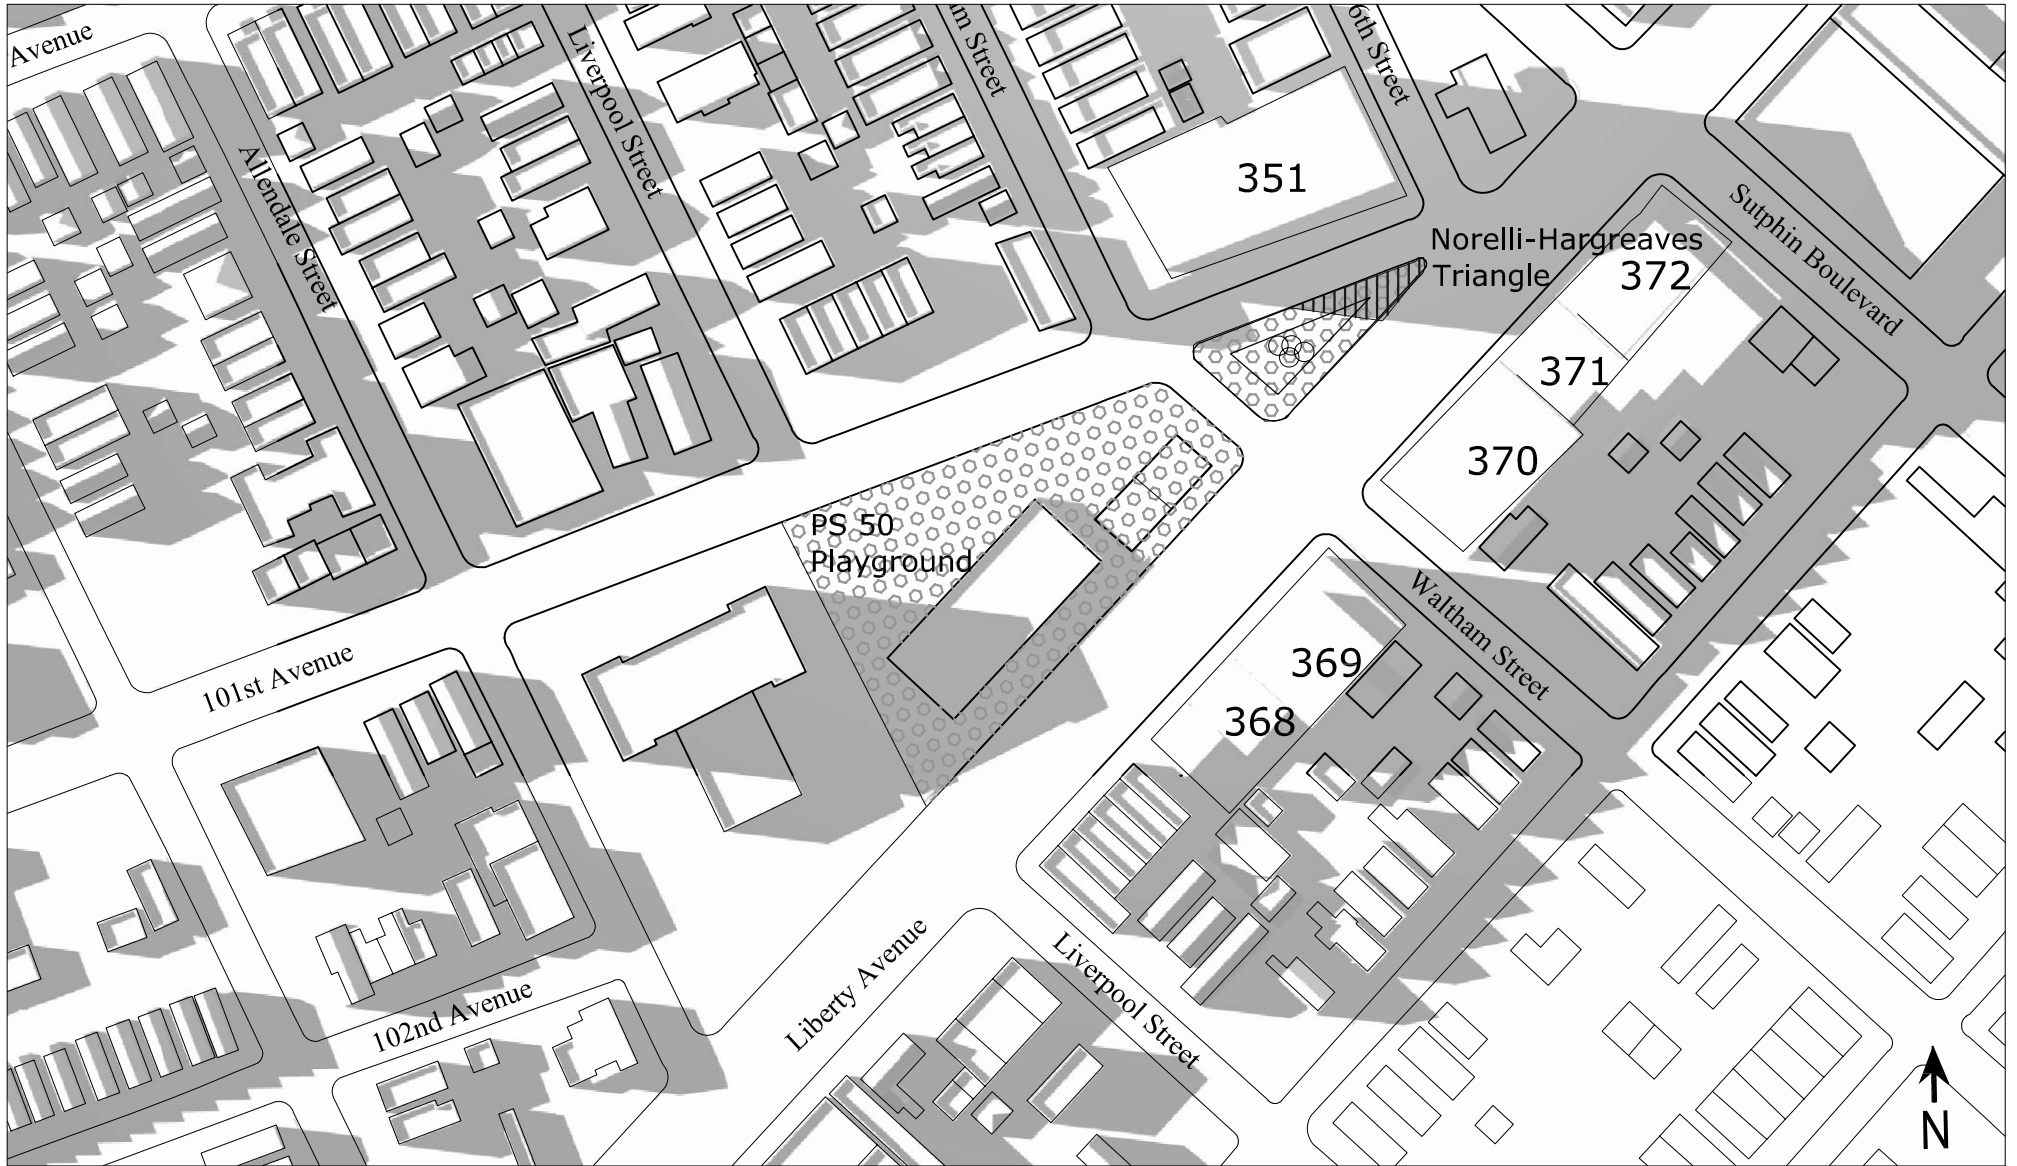 Avenue
Liverpool Street
am Street
6th Street
351
Allendale Street
Norelli-Hargreaves
Triangle
372
Sutphin Boulevard
371
370
PS 50
Playground
Waltham Street
369
368
101st Avenue
102nd Avenue
Liberty Avenue
Liverpool Street
N